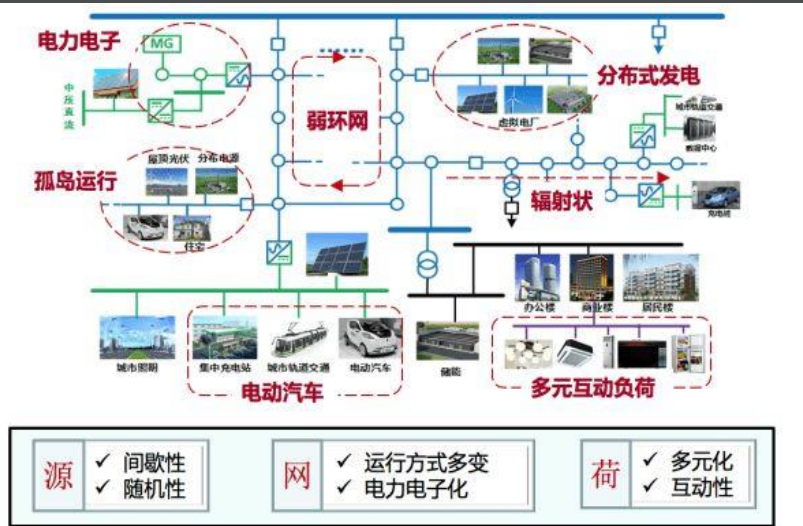 电力电子
MG
中压直流
弱环网
分布式发电
虚拟电厂
城市轨道交通
数据中心
孤岛运行
屋顶光伏
分布电源
住宅
辐射状
充电桩
办公楼
商业楼
居民楼
城市照明
集中充电站
城市轨道交通
电动汽车
储能
电动汽车
多元互动负荷
源
✓ 间歇性
✓ 随机性
网
✓ 运行方式多变
✓ 电力电子化
荷
✓ 多元化
✓ 互动性